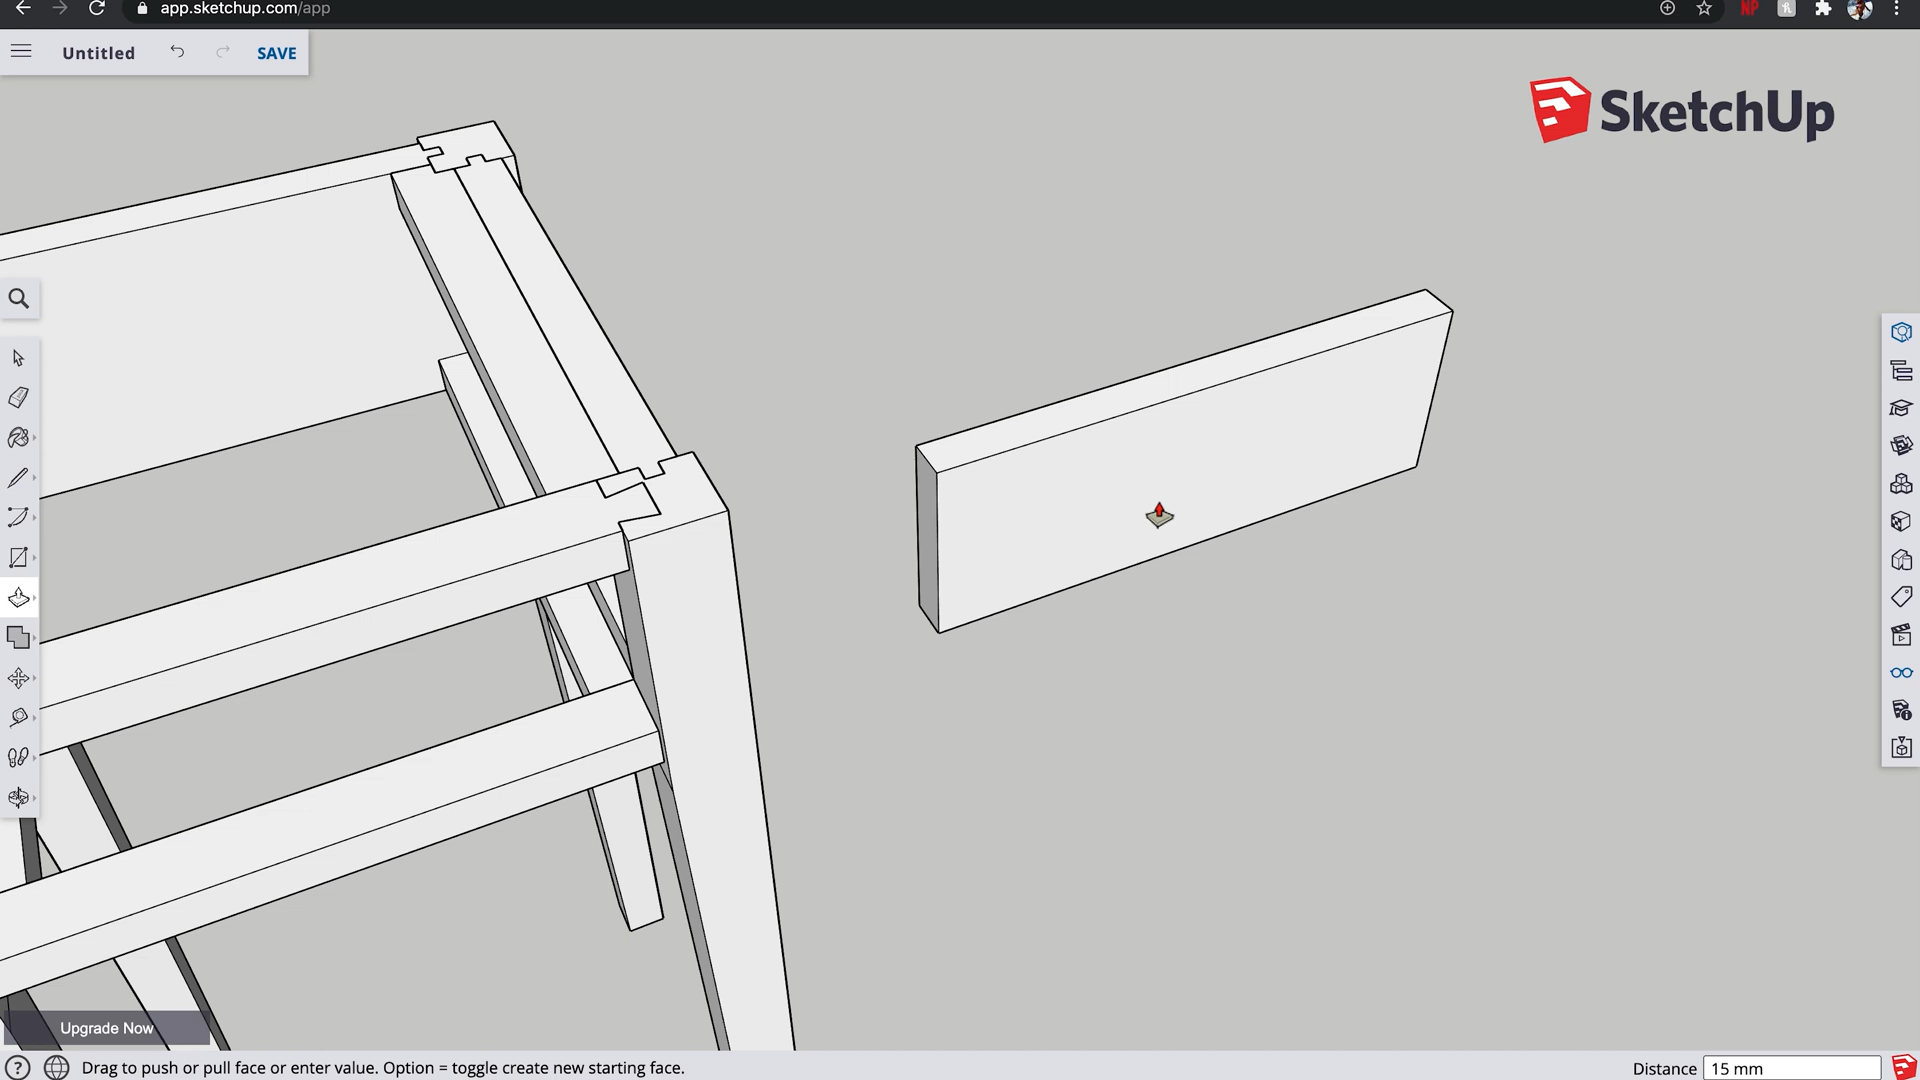 app.sketchup.com/app
NP
Untitled
SAVE
SketchUp
Upgrade Now
Drag to push or pull face or enter value. Option = toggle create new starting face.
Distance 15 mm